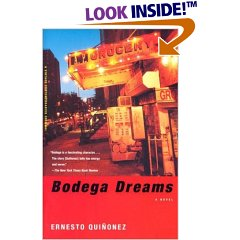 LOOK INSIDE!™
GROCERY
"Bodega is a fascinating character. . . .
The story Quiñonez tells has energy and
verve." —The New York Times Book Review
Bodega Dreams
A NOVEL
ERNESTO QUIÑONEZ